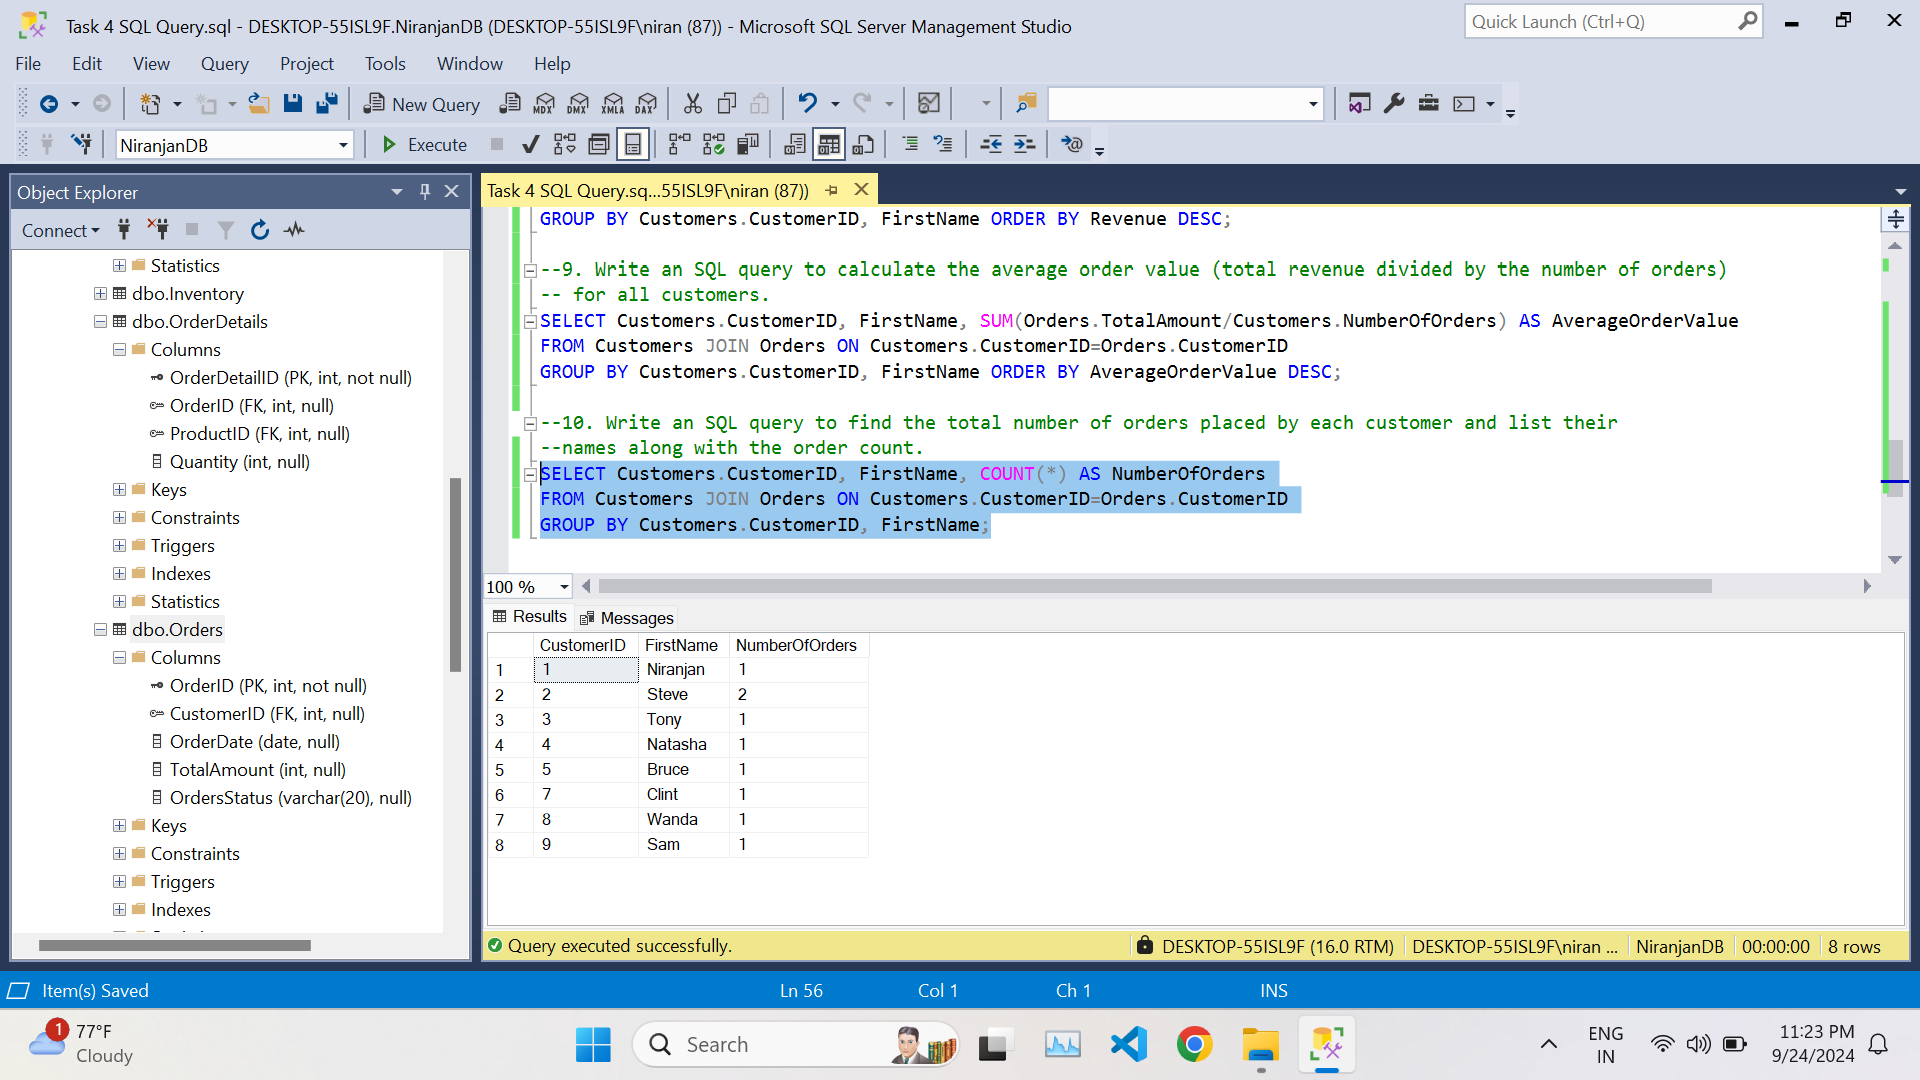 Task 4 SQL Query.sql - DESKTOP-55ISL9F.NiranjanDB (DESKTOP-55ISL9F\niran (87)) - Microsoft SQL Server Management Studio
Quick Launch (Ctrl+Q)
File Edit View Query Project Tools Window Help
New Query MDX DMX XMLA DAX
NiranjanDB Execute
Object Explorer
Connect
Statistics
dbo.Inventory
dbo.OrderDetails
Columns
OrderDetailID (PK, int, not null)
OrderID (FK, int, null)
ProductID (FK, int, null)
Quantity (int, null)
Keys
Constraints
Triggers
Indexes
Statistics
dbo.Orders
Columns
OrderID (PK, int, not null)
CustomerID (FK, int, null)
OrderDate (date, null)
TotalAmount (int, null)
OrdersStatus (varchar(20), null)
Keys
Constraints
Triggers
Indexes
Task 4 SQL Query.sq...55ISL9F\niran (87))
GROUP BY Customers.CustomerID, FirstName ORDER BY Revenue DESC;
--9. Write an SQL query to calculate the average order value (total revenue divided by the number of orders)
-- for all customers.
SELECT Customers.CustomerID, FirstName, SUM(Orders.TotalAmount/Customers.NumberOfOrders) AS AverageOrderValue
FROM Customers JOIN Orders ON Customers.CustomerID=Orders.CustomerID
GROUP BY Customers.CustomerID, FirstName ORDER BY AverageOrderValue DESC;
--10. Write an SQL query to find the total number of orders placed by each customer and list their
--names along with the order count.
SELECT Customers.CustomerID, FirstName, COUNT(*) AS NumberOfOrders
FROM Customers JOIN Orders ON Customers.CustomerID=Orders.CustomerID
GROUP BY Customers.CustomerID, FirstName;
100 %
Results Messages
CustomerID FirstName NumberOfOrders
1 1 Niranjan 1
2 2 Steve 2
3 3 Tony 1
4 4 Natasha 1
5 5 Bruce 1
6 7 Clint 1
7 8 Wanda 1
8 9 Sam 1
Query executed successfully. DESKTOP-55ISL9F (16.0 RTM) DESKTOP-55ISL9F\niran ... NiranjanDB 00:00:00 8 rows
Item(s) Saved Ln 56 Col 1 Ch 1 INS
1 77°F
Cloudy
Search
ENG
IN
11:23 PM
9/24/2024